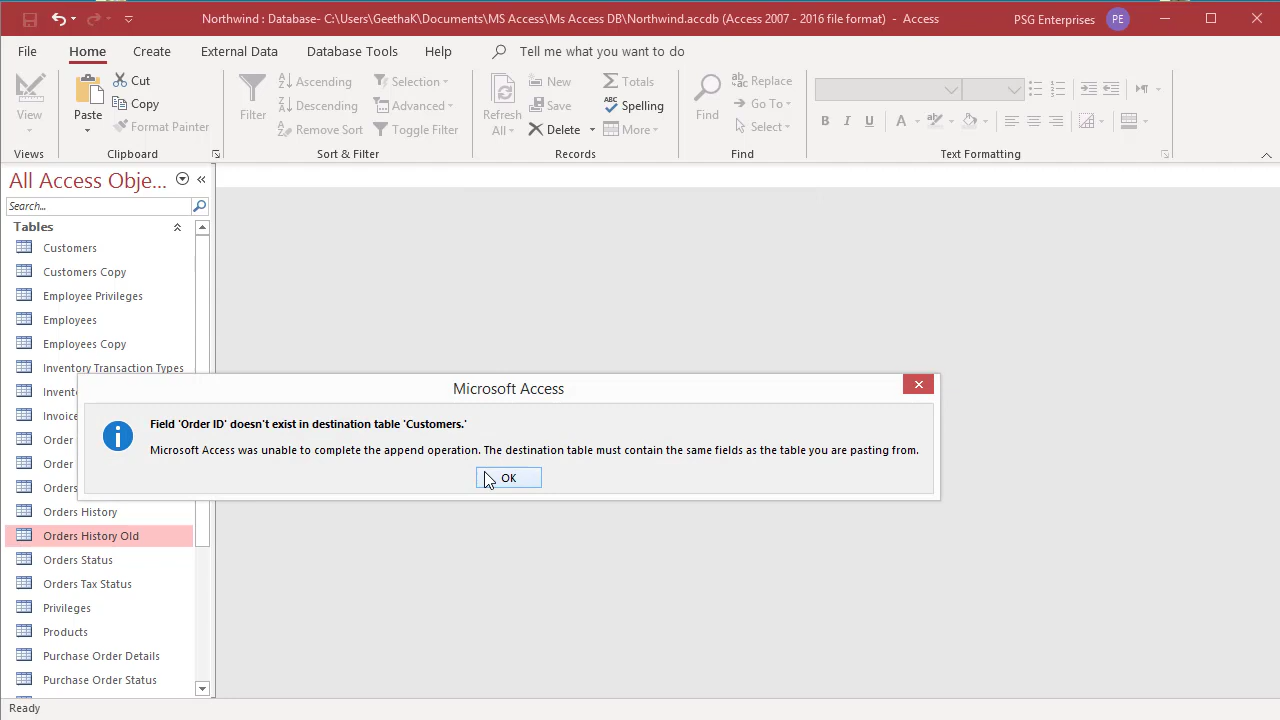 Northwind : Database- C:\Users\GeethaK\Documents\MS Access\Ms Access DB\Northwind.accdb (Access 2007 - 2016 file format) - Access
PSG Enterprises PE
File Home Create External Data Database Tools Help Tell me what you want to do
View
Views
Paste
Cut
Copy
Format Painter
Clipboard
Filter
Ascending
Descending
Selection
Advanced
Toggle Filter
Sort & Filter
Refresh
All
New
Save
Delete
Totals
Spelling
More
Records
Find
Replace
Go To
Select
Find
B I U A
Text Formatting
All Access Obje...
Search...
Tables
Customers
Customers Copy
Employee Privileges
Employees
Employees Copy
Inventory Transaction Types
Invoice
Order
Order
Orders
Orders History
Orders History Old
Orders Status
Orders Tax Status
Privileges
Products
Purchase Order Details
Purchase Order Status
Microsoft Access
Field 'Order ID' doesn't exist in destination table 'Customers.'
Microsoft Access was unable to complete the append operation. The destination table must contain the same fields as the table you are pasting from.
OK
Ready